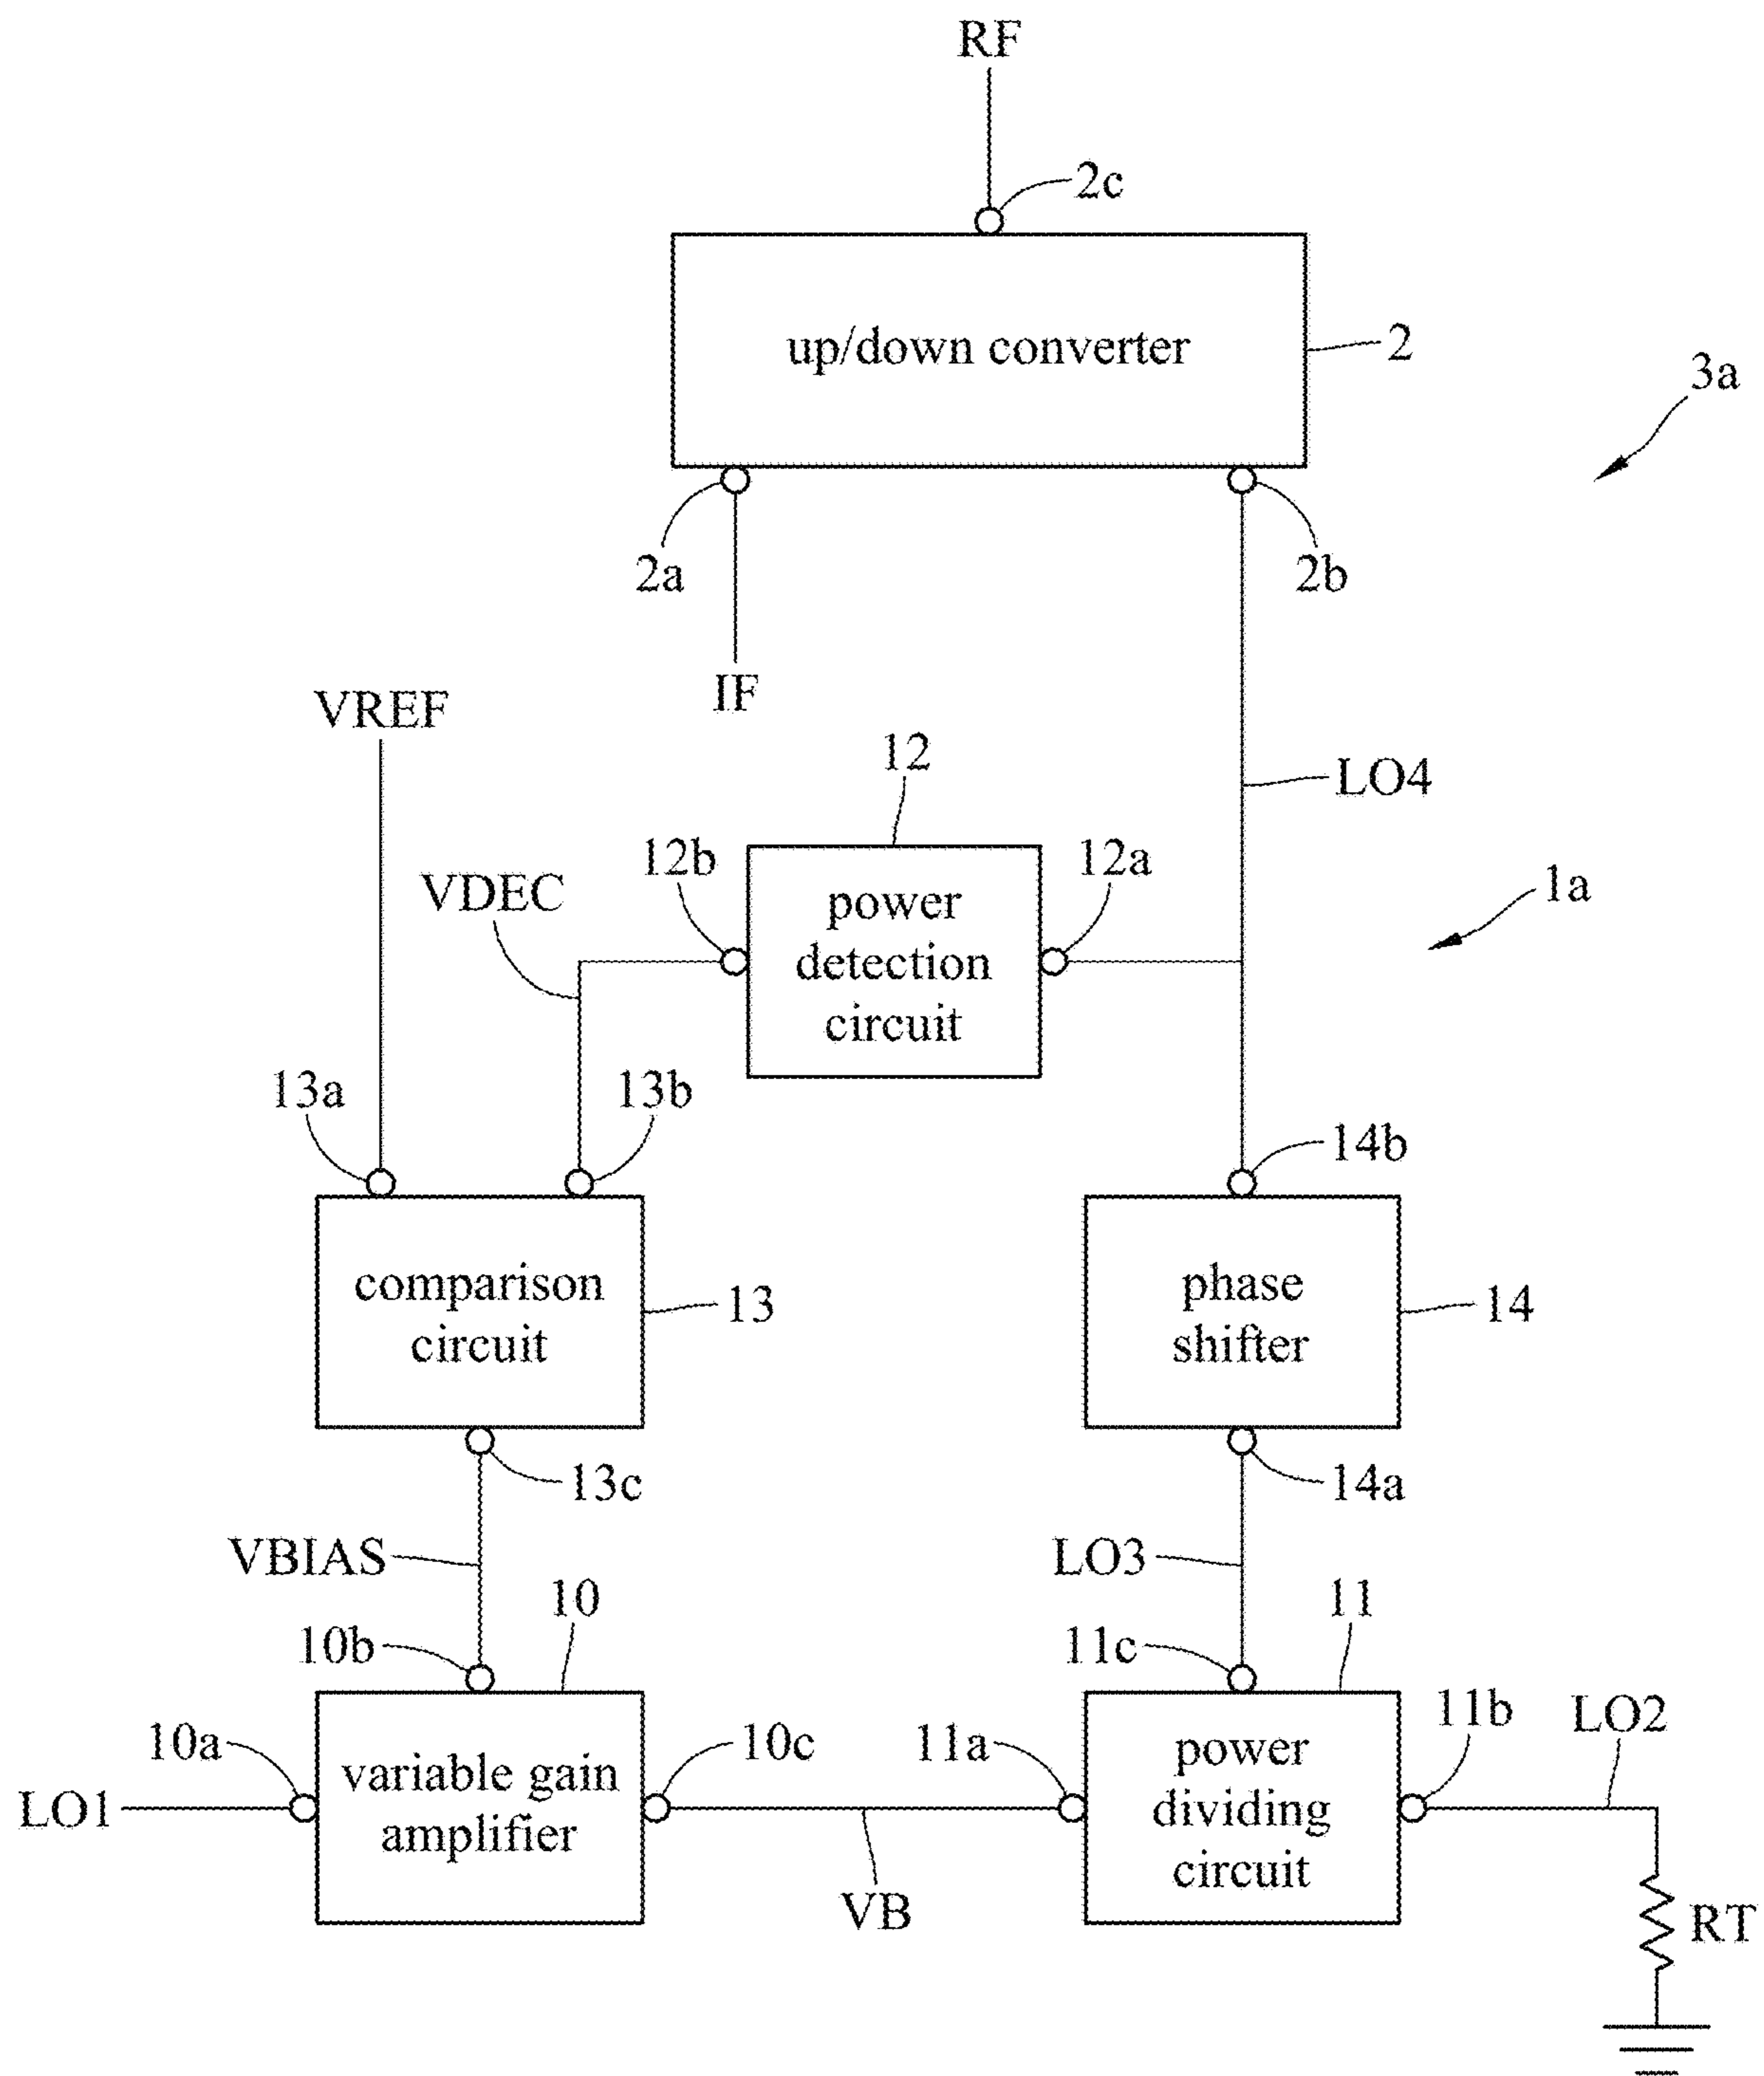 RF
2c
up/down converter
2
3a
2a
2b
IF
VREF
12
LO4
12b
12a
VDEC
power
detection
circuit
1a
13a
13b
14b
comparison
circuit
13
phase
shifter
14
13c
14a
VBIAS
LO3
10
11
10b
11c
10a
variable gain
amplifier
10c
11a
power
dividing
circuit
11b
LO2
LO1
VB
RT